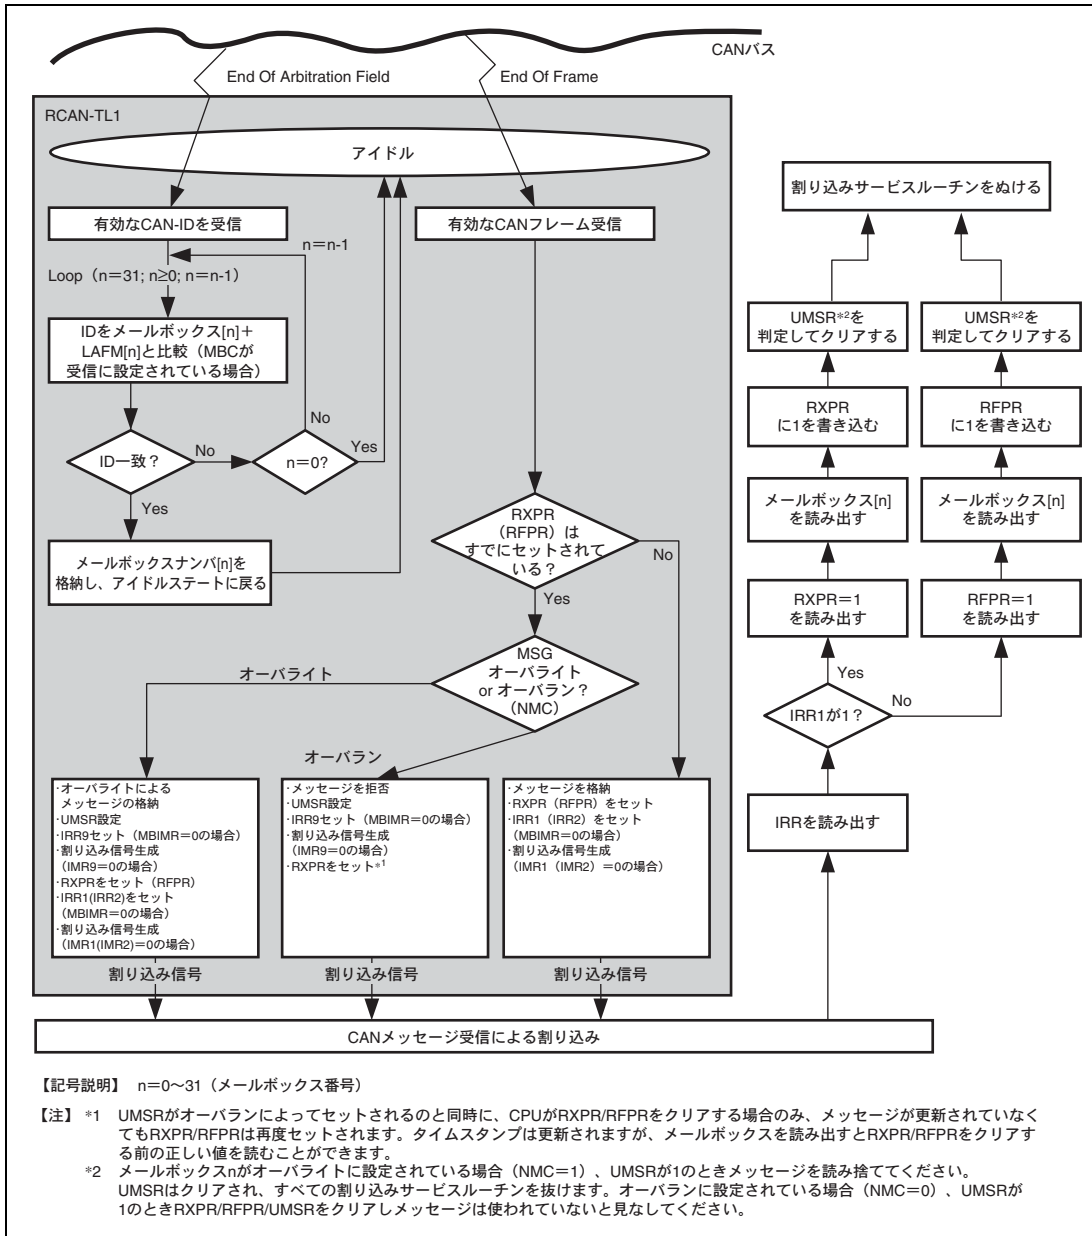 CANバス
End Of Arbitration Field
End Of Frame
RCAN-TL1
アイドル
有効なCAN-IDを受信
n=n-1
Loop（n=31; n≥0; n=n-1）
IDをメールボックス[n]＋
LAFM[n]と比較（MBCが
受信に設定されている場合）
ID一致？
No
Yes
n=0?
No
Yes
メールボックスナンバ[n]を
格納し、アイドルステートに戻る
有効なCANフレーム受信
RXPR
（RFPR）は
すでにセットされて
いる？
No
Yes
MSG
オーバライト
or オーバラン？
（NMC）
オーバライト
オーバラン
・オーバライトによる
メッセージの格納
・UMSR設定
・IRR9セット（MBIMR=0の場合）
・割り込み信号生成
（IMR9=0の場合）
・RXPRをセット（RFPR）
・IRR1(IRR2)をセット
（MBIMR=0の場合）
・割り込み信号生成
（IMR1(IMR2)=0の場合）
・メッセージを拒否
・UMSR設定
・IRR9セット（MBIMR=0の場合）
・割り込み信号生成
（IMR9=0の場合）
・RXPRをセット*1
・メッセージを格納
・RXPR（RFPR）をセット
・IRR1（IRR2）をセット
（MBIMR=0の場合）
・割り込み信号生成
（IMR1（IMR2）=0の場合）
割り込み信号
割り込み信号
割り込み信号
CANメッセージ受信による割り込み
割り込みサービスルーチンをぬける
UMSR*2を
判定してクリアする
UMSR*2を
判定してクリアする
RXPR
に1を書き込む
RFPR
に1を書き込む
メールボックス[n]
を読み出す
メールボックス[n]
を読み出す
RXPR=1
を読み出す
RFPR=1
を読み出す
Yes
No
IRR1が1？
IRRを読み出す
【記号説明】 n=0～31（メールボックス番号）
【注】 *1 UMSRがオーバランによってセットされるのと同時に、CPUがRXPR/RFPRをクリアする場合のみ、メッセージが更新されていなく
てもRXPR/RFPRは再度セットされます。タイムスタンプは更新されますが、メールボックスを読み出すとRXPR/RFPRをクリアす
る前の正しい値を読むことができます。
*2 メールボックスnがオーバライトに設定されている場合（NMC=1）、UMSRが1のときメッセージを読み捨ててください。
UMSRはクリアされ、すべての割り込みサービスルーチンを抜けます。オーバランに設定されている場合（NMC=0）、UMSRが
1のときRXPR/RFPR/UMSRをクリアしメッセージは使われていないと見なしてください。